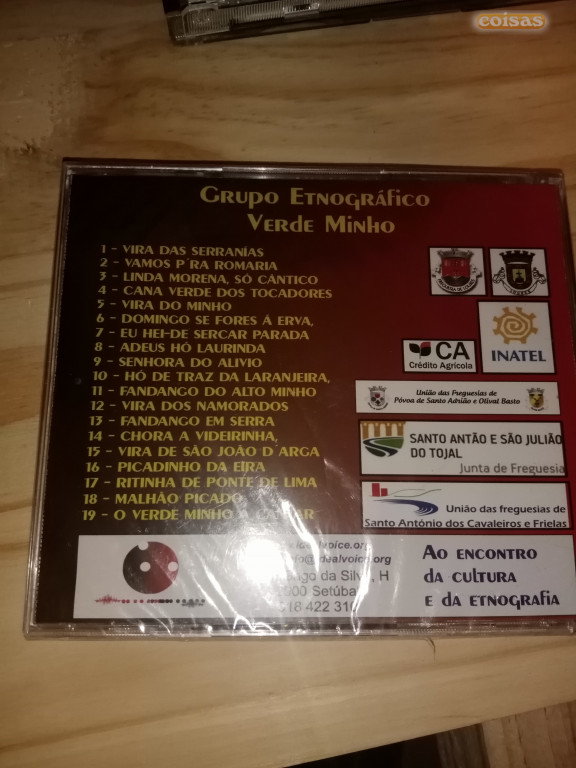 coisas
Grupo Etnográfico
Verde Minho
1 - VIRA DAS SERRANÍAS
2 - VAMOS P´RA ROMARIA
3 - LINDA MORENA, SÓ CÂNTICO
4 - CANA VERDE DOS TOCADORES
5 - VIRA DO MINHO
6 - DOMINGO SE FORES Á ERVA,
7 - EU HEI-DE SERCAR PARADA
8 - ADEUS HÓ LAURINDA
9 - SENHORA DO ALIVIO
10 - HÓ DE TRAZ DA LARANJEIRA,
11 - FANDANGO DO ALTO MINHO
12 - VIRA DOS NAMORADOS
13 - FANDANGO EM SERRA
14 - CHORA A VIDEIRINHA,
15 - VIRA DE SÃO JOÃO D´ARGA
16 - PICADINHO DA EIRA
17 - RITINHA DE PONTE DE LIMA
18 - MALHÃO PICADO
19 - O VERDE MINHO A
INATEL
CA
Crédito Agrícola
União das Freguesias de
Póvoa de Santo Adrião e Olival Basto
SANTO ANTÃO E SÃO JULIÃO
DO TOJAL
Junta de Freguesia
União das freguesias de
Santo António dos Cavaleiros e Frielas
da Silva, H
Setúbal
422
Ao encontro
da cultura
e da etnografia